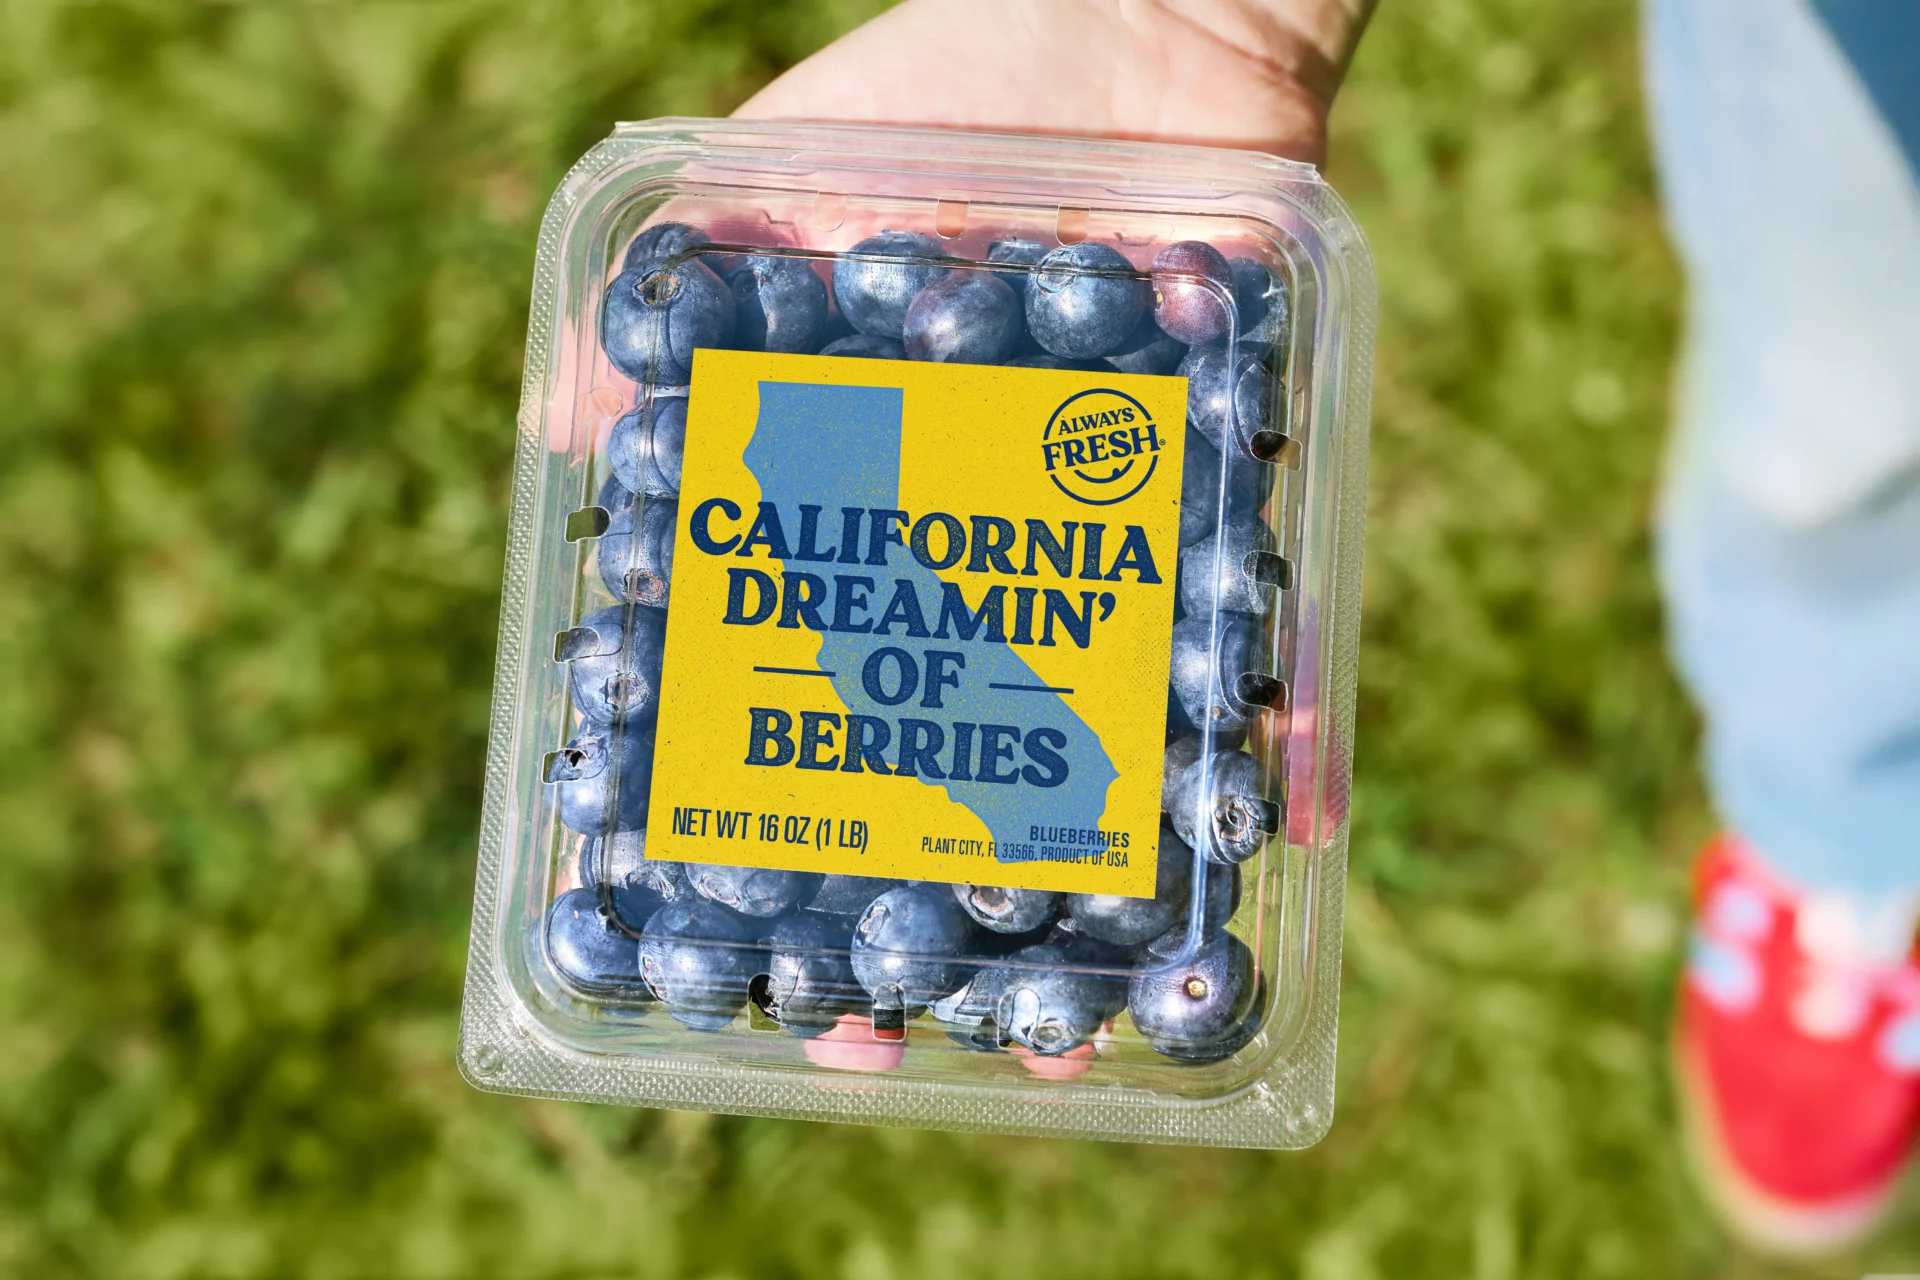 ALWAYS
FRESH®
CALIFORNIA
DREAMIN’
OF
BERRIES
NET WT 16 OZ (1 LB)
BLUEBERRIES
PLANT CITY, FL 33566, PRODUCT OF USA